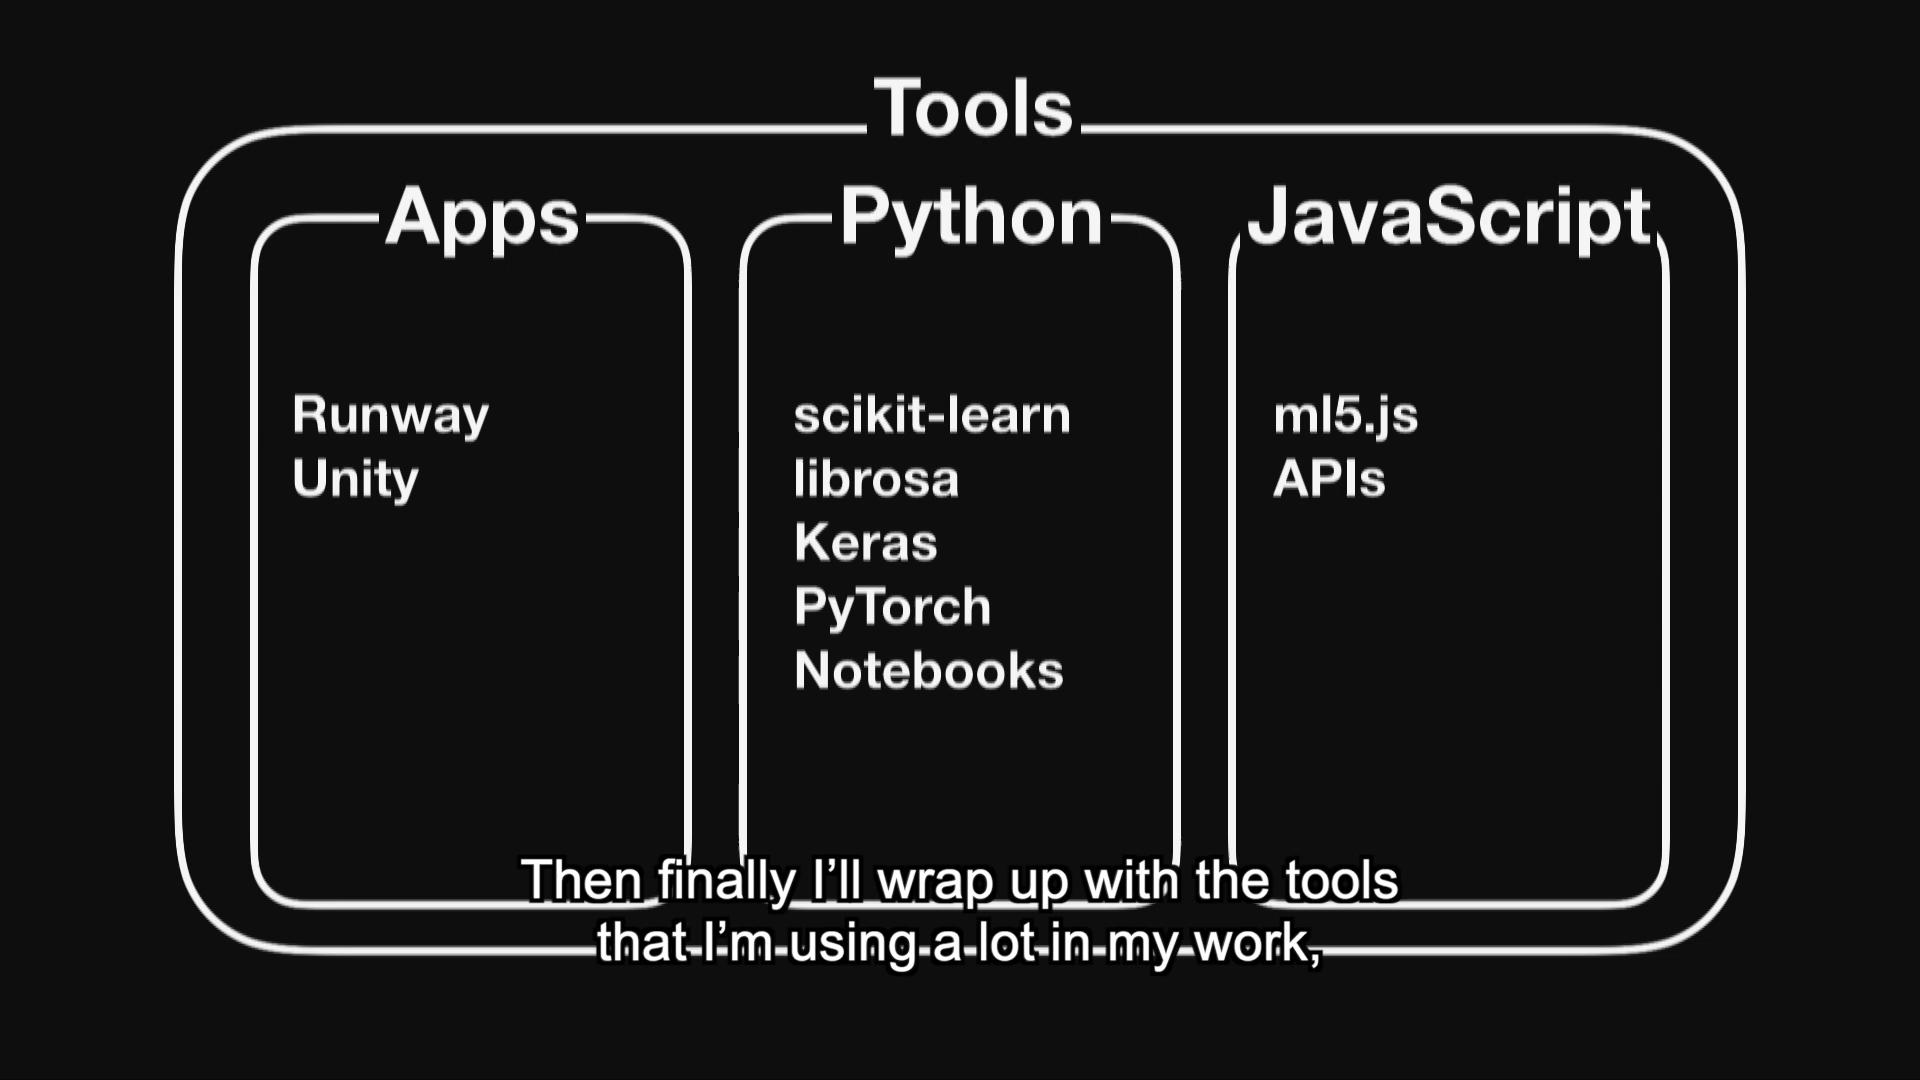 Tools
Apps
Python
JavaScript
Runway
Unity
scikit-learn
librosa
Keras
PyTorch
Notebooks
ml5.js
APIs
Then finally I’ll wrap up with the tools
that I’m using a lot in my work,